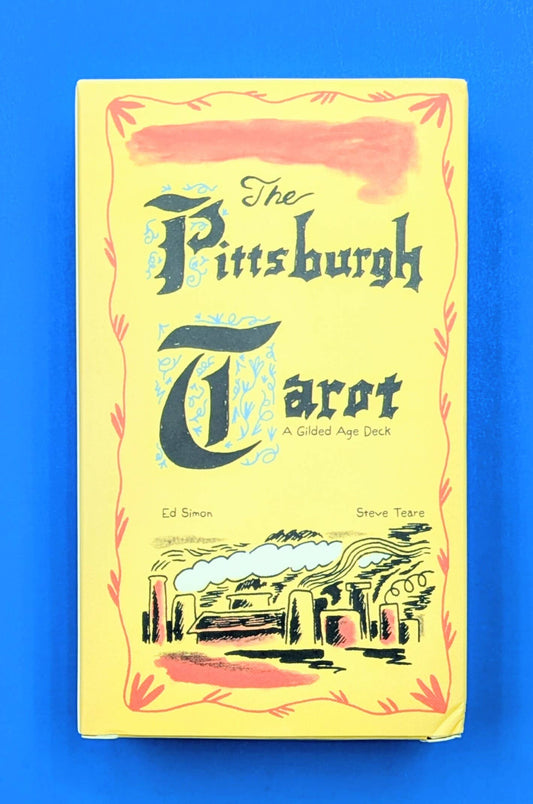 The
Pittsburgh
Tarot
A Gilded Age Deck
Ed Simon Steve Teare